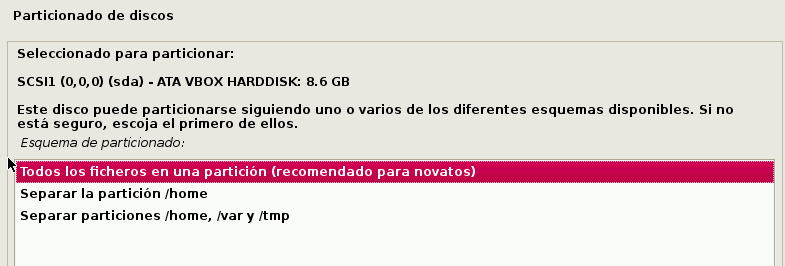 Particionado de discos
Seleccionado para particionar:
SCSI1 (0,0,0) (sda) - ATA VBOX HARDDISK: 8.6 GB
Este disco puede particionarse siguiendo uno o varios de los diferentes esquemas disponibles. Si no
está seguro, escoja el primero de ellos.
Esquema de particionado:
Todos los ficheros en una partición (recomendado para novatos)
Separar la partición /home
Separar particiones /home, /var y /tmp